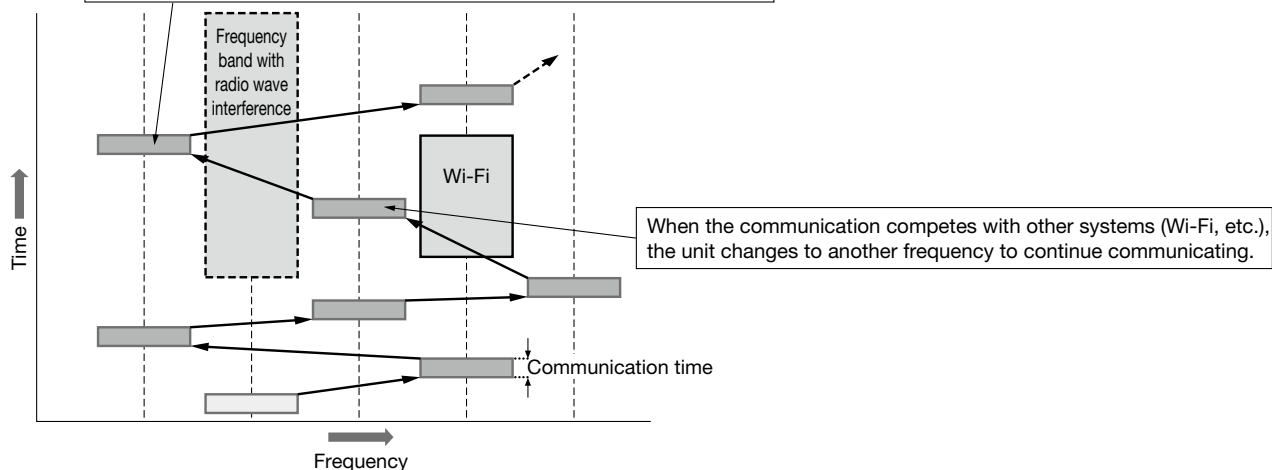 Frequency
band with
radio wave
interference
Wi-Fi
When the communication competes with other systems (Wi-Fi, etc.),
the unit changes to another frequency to continue communicating.
Time
Communication time
Frequency